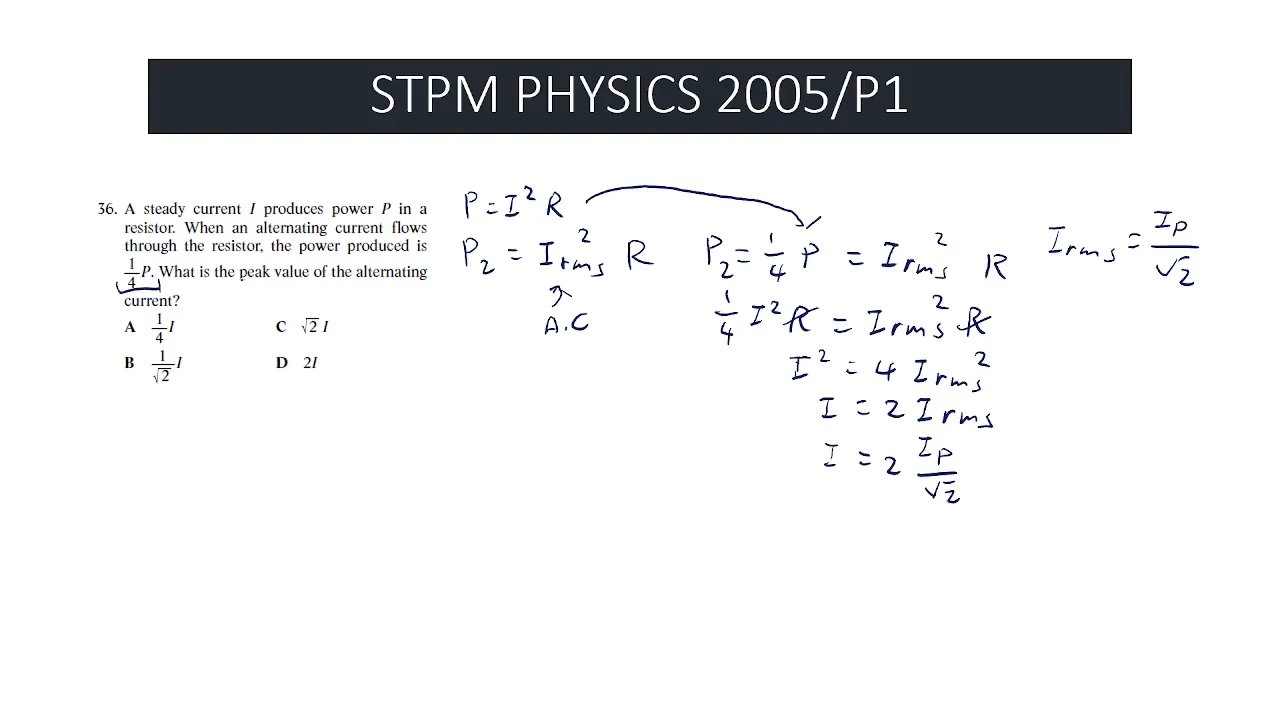 STPM PHYSICS 2005/P1
36. A steady current I produces power P in a
resistor. When an alternating current flows
through the resistor, the power produced is
1/4 P. What is the peak value of the alternating
current?
A 1/4 I
C √2 I
B 1/√2 I
D 2I
P = I² R
P₂ = Irms² R
A.C
P₂ = 1/4 P = Irms² R
1/4 I² R = Irms² R
I² = 4 Irms²
I = 2 Irms
I = 2 Ip/√2
Irms = Ip/√2